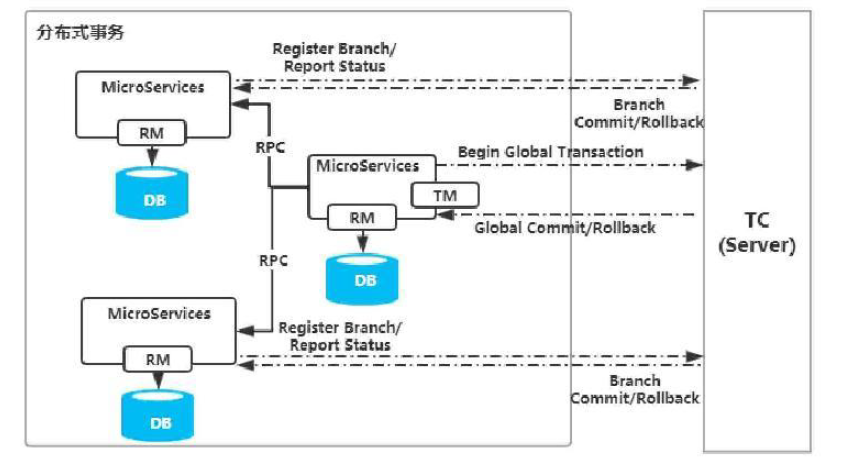 分布式事务
Register Branch/
Report Status
MicroServices
Branch
Commit/Rollback
RM
RPC
Begin Global Transaction
MicroServices
TM
DB
RM
Global Commit/Rollback
TC
(Server)
RPC
DB
MicroServices
Register Branch/
Report Status
RM
Branch
Commit/Rollback
DB